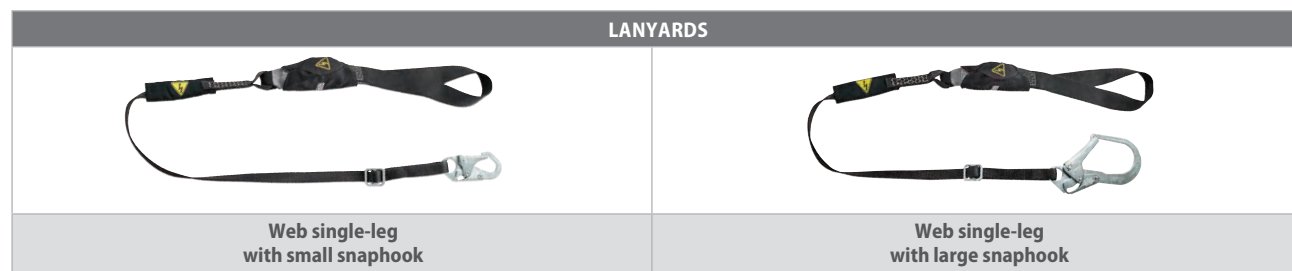 LANYARDS
Web single-leg
with small snaphook
Web single-leg
with large snaphook